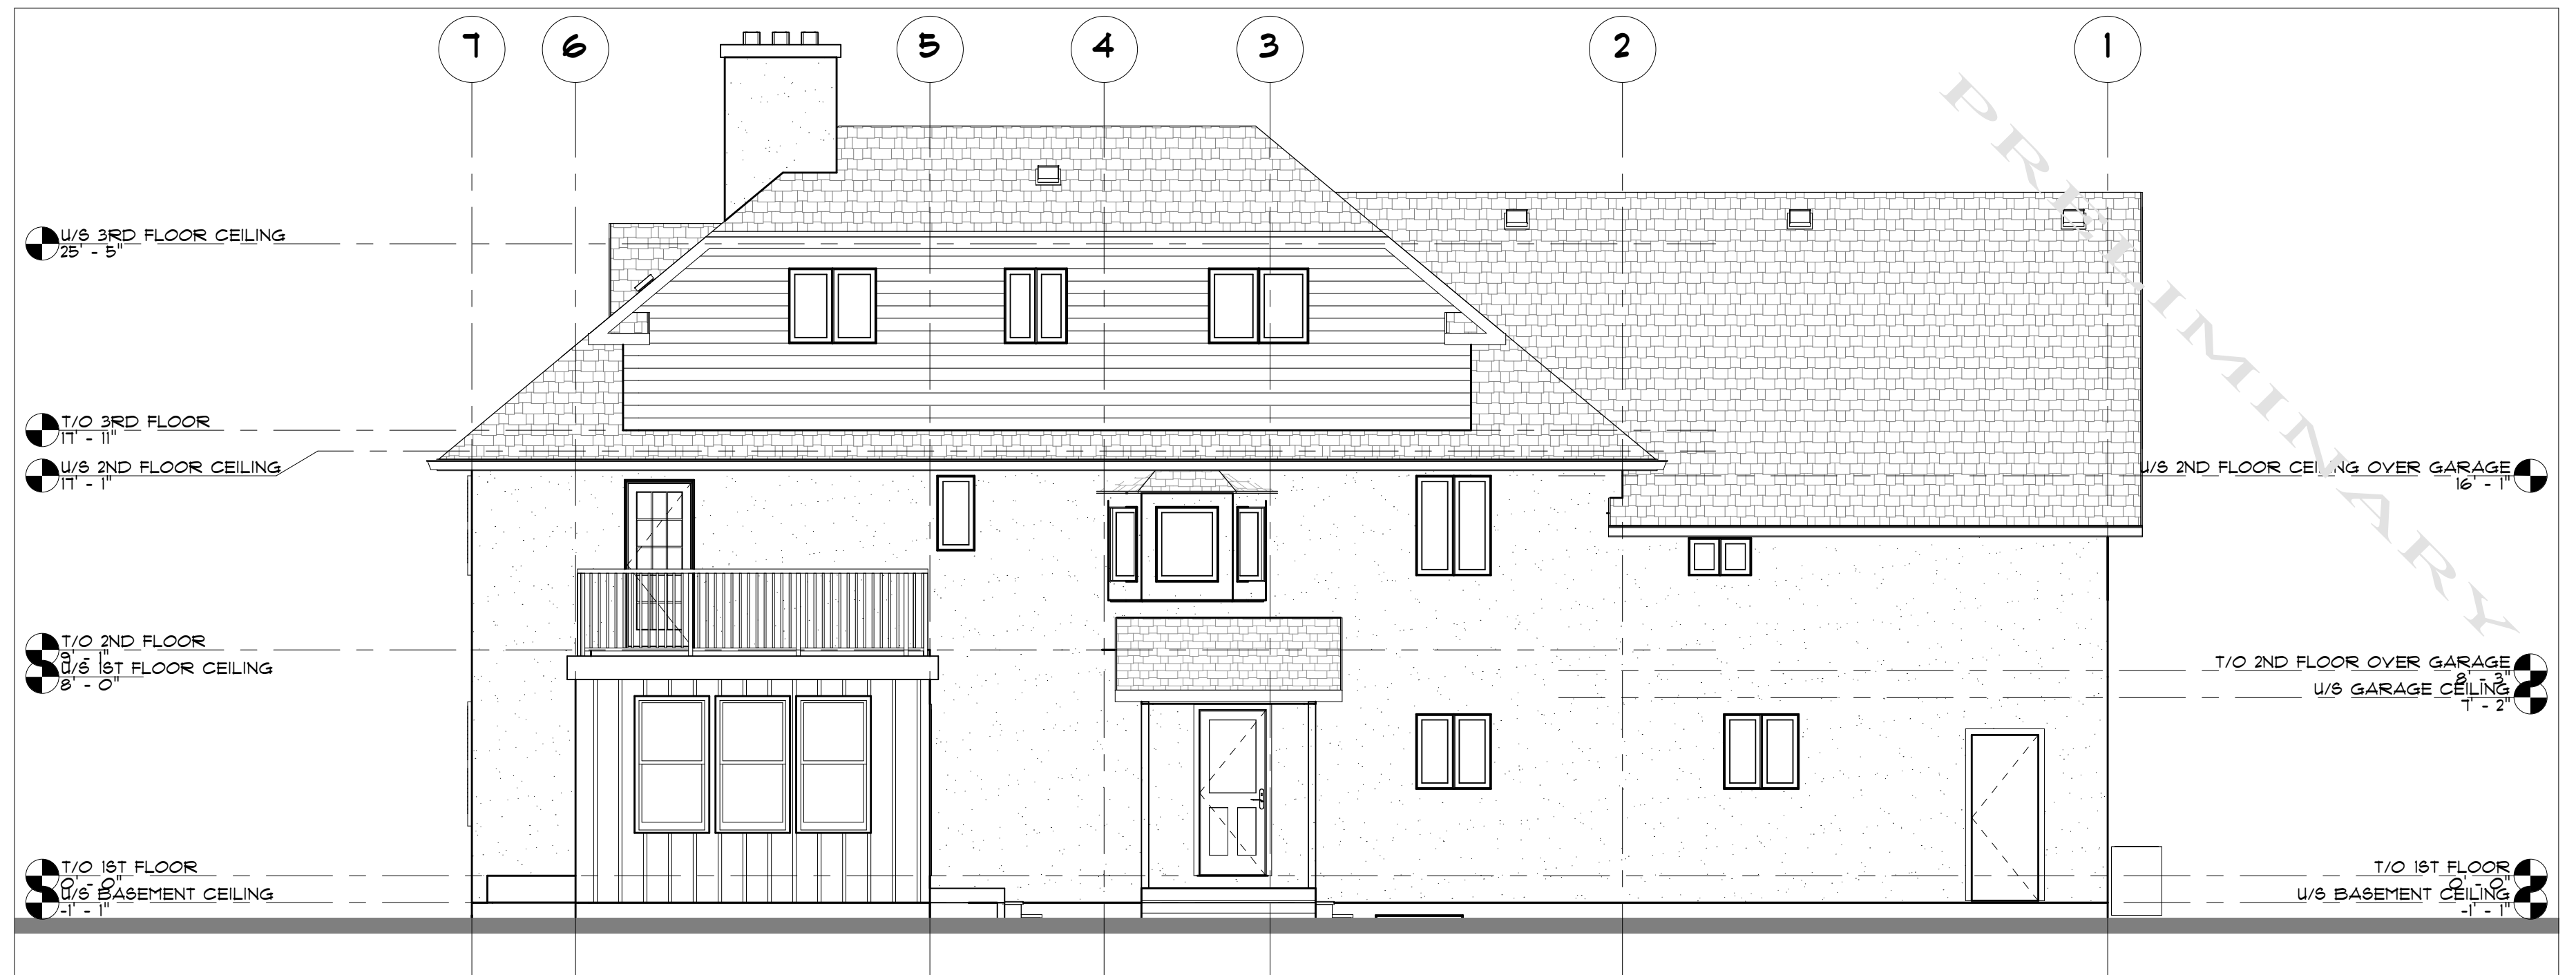 7 6 5 4 3 2 1
PRELIMINARY
U/S 3RD FLOOR CEILING
25' - 5"
T/O 3RD FLOOR
17' - 11"
U/S 2ND FLOOR CEILING
17' - 1"
U/S 2ND FLOOR CEILING OVER GARAGE
16' - 1"
T/O 2ND FLOOR
9' - 1"
U/S 1ST FLOOR CEILING
8' - 0"
T/O 2ND FLOOR OVER GARAGE
8' - 3"
U/S GARAGE CEILING
7' - 2"
T/O 1ST FLOOR
0' - 0"
U/S BASEMENT CEILING
-1' - 1"
T/O 1ST FLOOR
0' - 0"
U/S BASEMENT CEILING
-1' - 1"